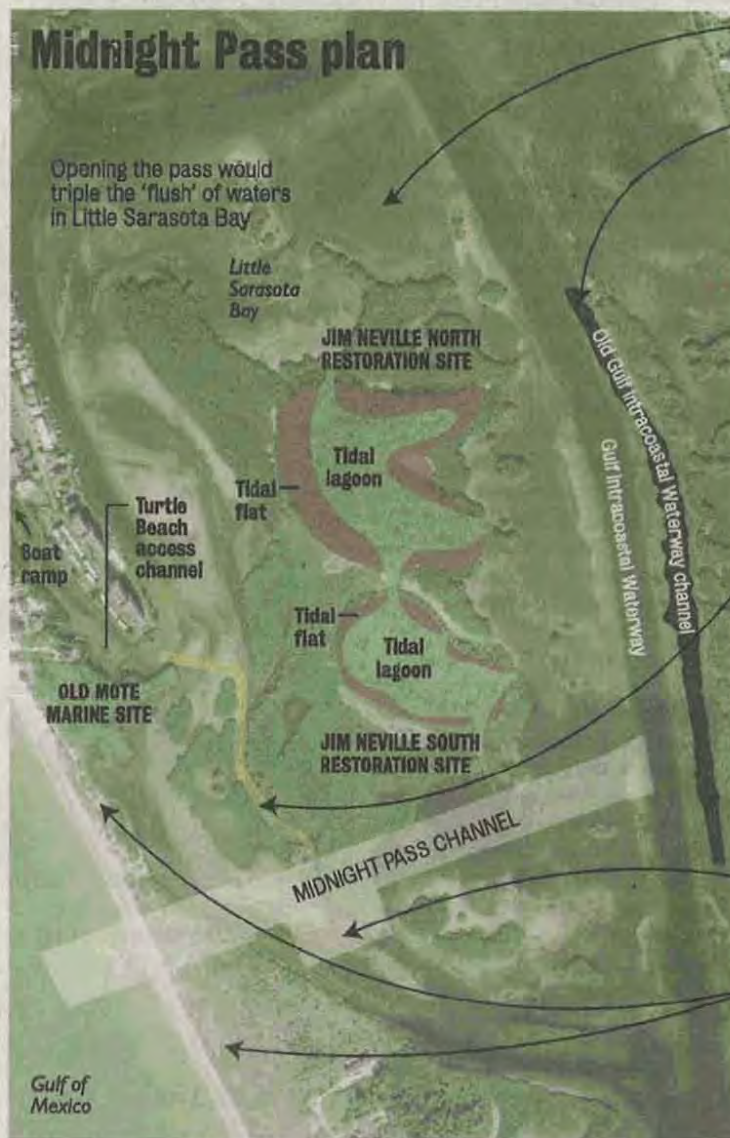 Midnight Pass plan
Opening the pass would
triple the 'flush' of waters
in Little Sarasota Bay
Little
Sarasota
Bay
JIM NEVILLE NORTH
RESTORATION SITE
Tidal
lagoon
Tidal
flat
Turtle
Beach
access
channel
Boat
ramp
Old Gulf Intracoastal Waterway channel
Gulf Intracoastal Waterway
Tidal
flat
Tidal
lagoon
OLD MOTE
MARINE SITE
JIM NEVILLE SOUTH
RESTORATION SITE
MIDNIGHT PASS CHANNEL
Gulf of
Mexico